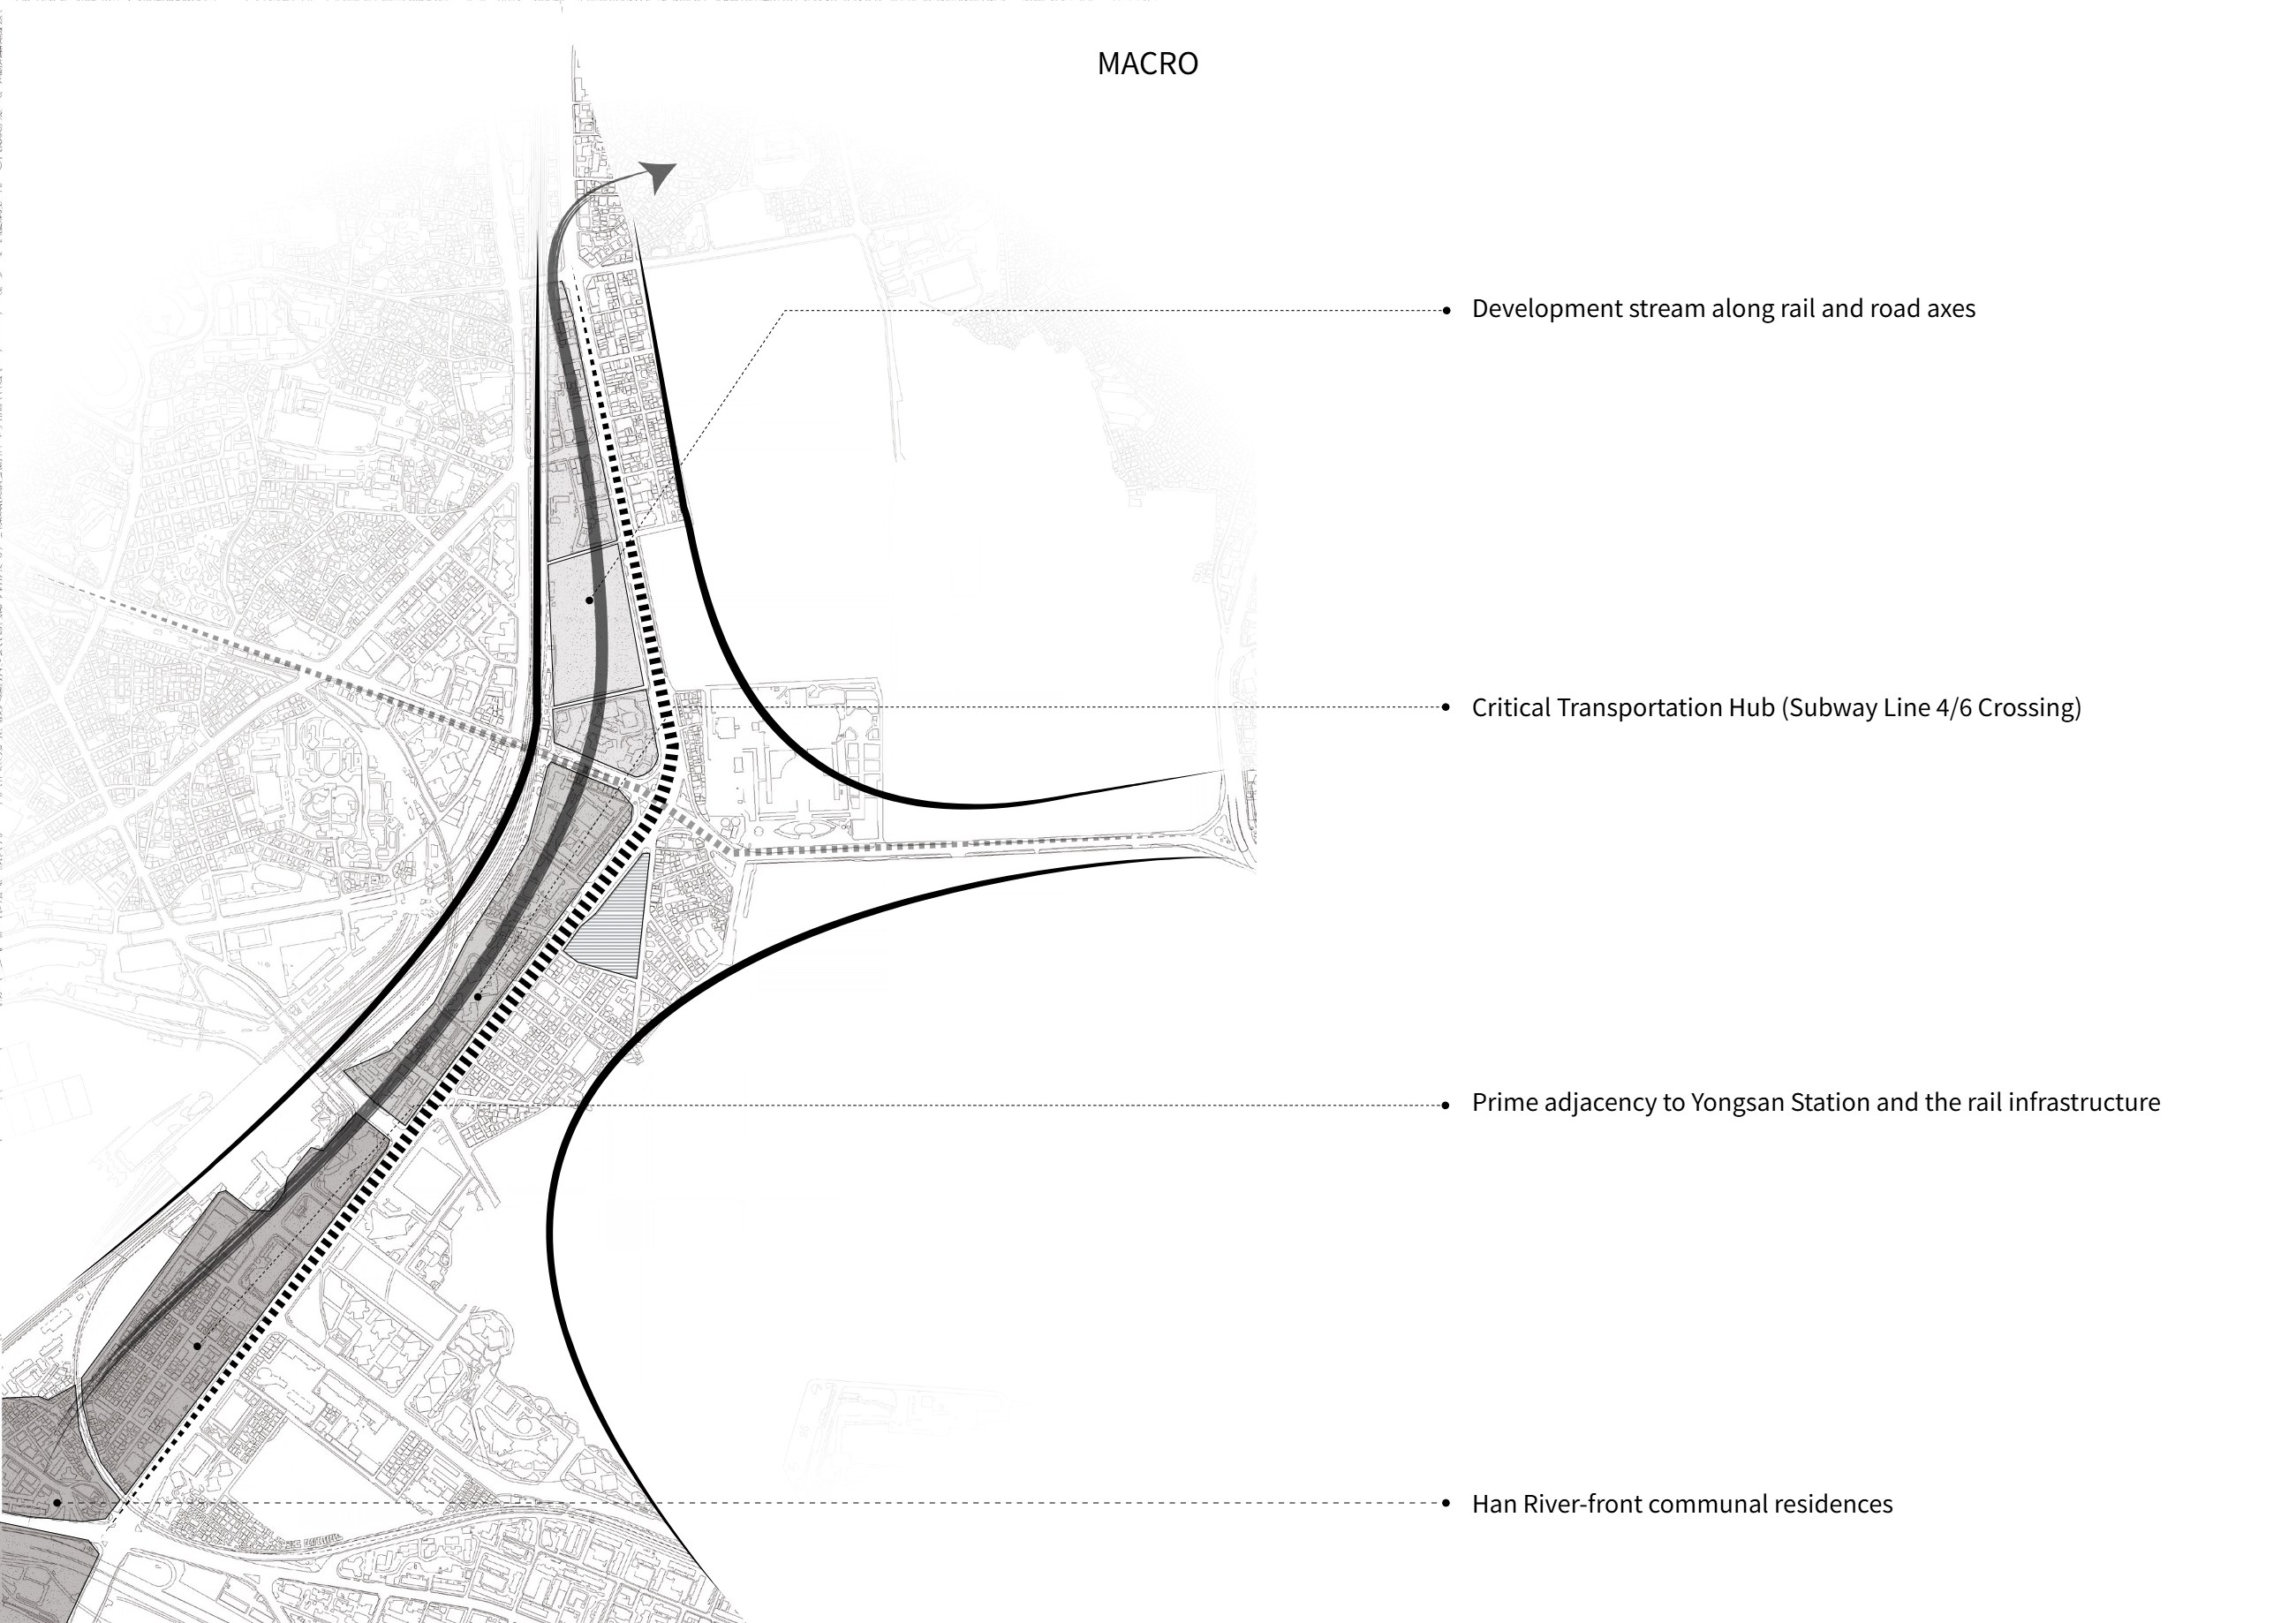 MACRO
Development stream along rail and road axes
Critical Transportation Hub (Subway Line 4/6 Crossing)
Prime adjacency to Yongsan Station and the rail infrastructure
Han River-front communal residences